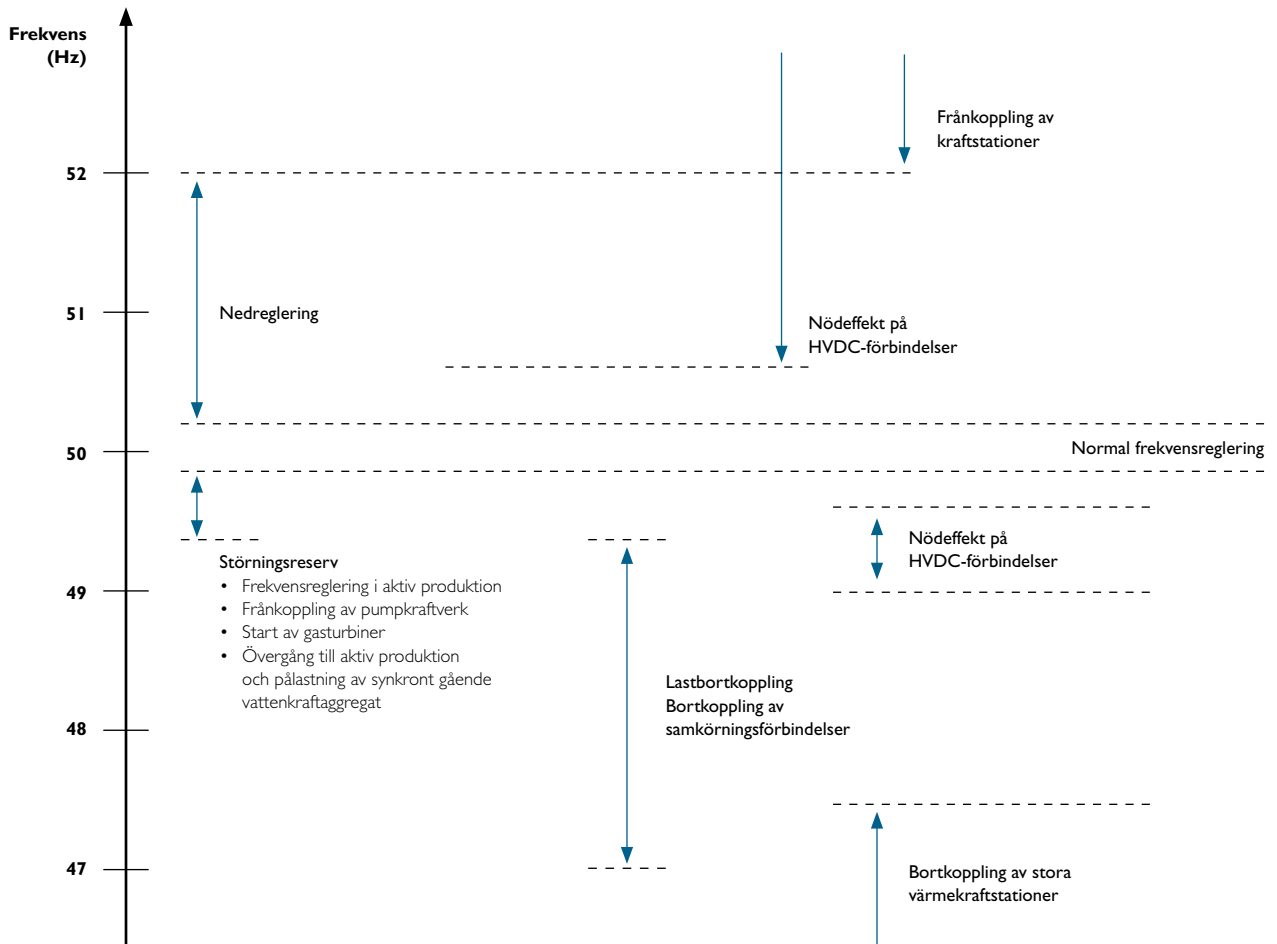 Frekvens
(Hz)
Frånkoppling av
kraftstationer
52
51
Nedreglering
Nödeffekt på
HVDC-förbindelser
50
Normal frekvensreglering
Nödeffekt på
HVDC-förbindelser
Störningsreserv
• Frekvensreglering i aktiv produktion
• Frånkoppling av pumpkraftverk
• Start av gasturbiner
• Övergång till aktiv produktion
och pålastning av synkront gående
vattenkraftaggregat
49
Lastbortkoppling
Bortkoppling av
samkörningsförbindelser
48
47
Bortkoppling av stora
värmekraftstationer